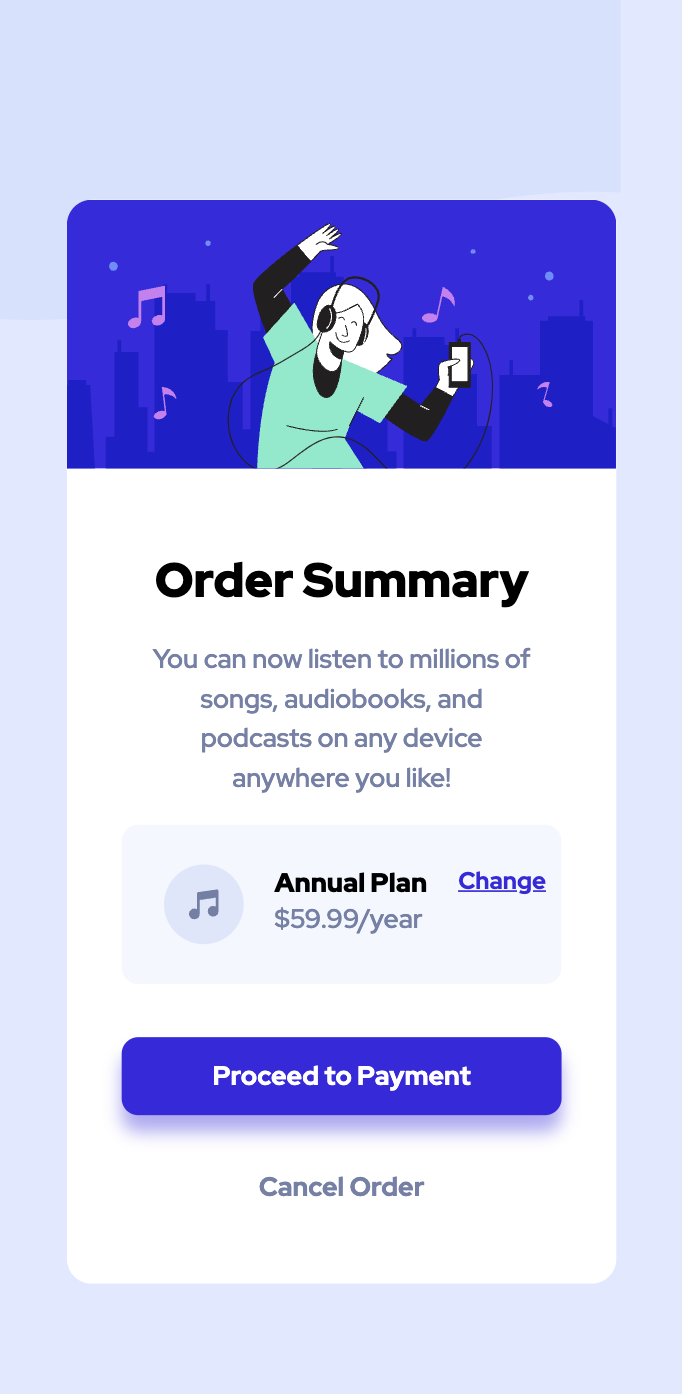 Order Summary
You can now listen to millions of
songs, audiobooks, and
podcasts on any device
anywhere you like!
Annual Plan Change
$59.99/year
Proceed to Payment
Cancel Order